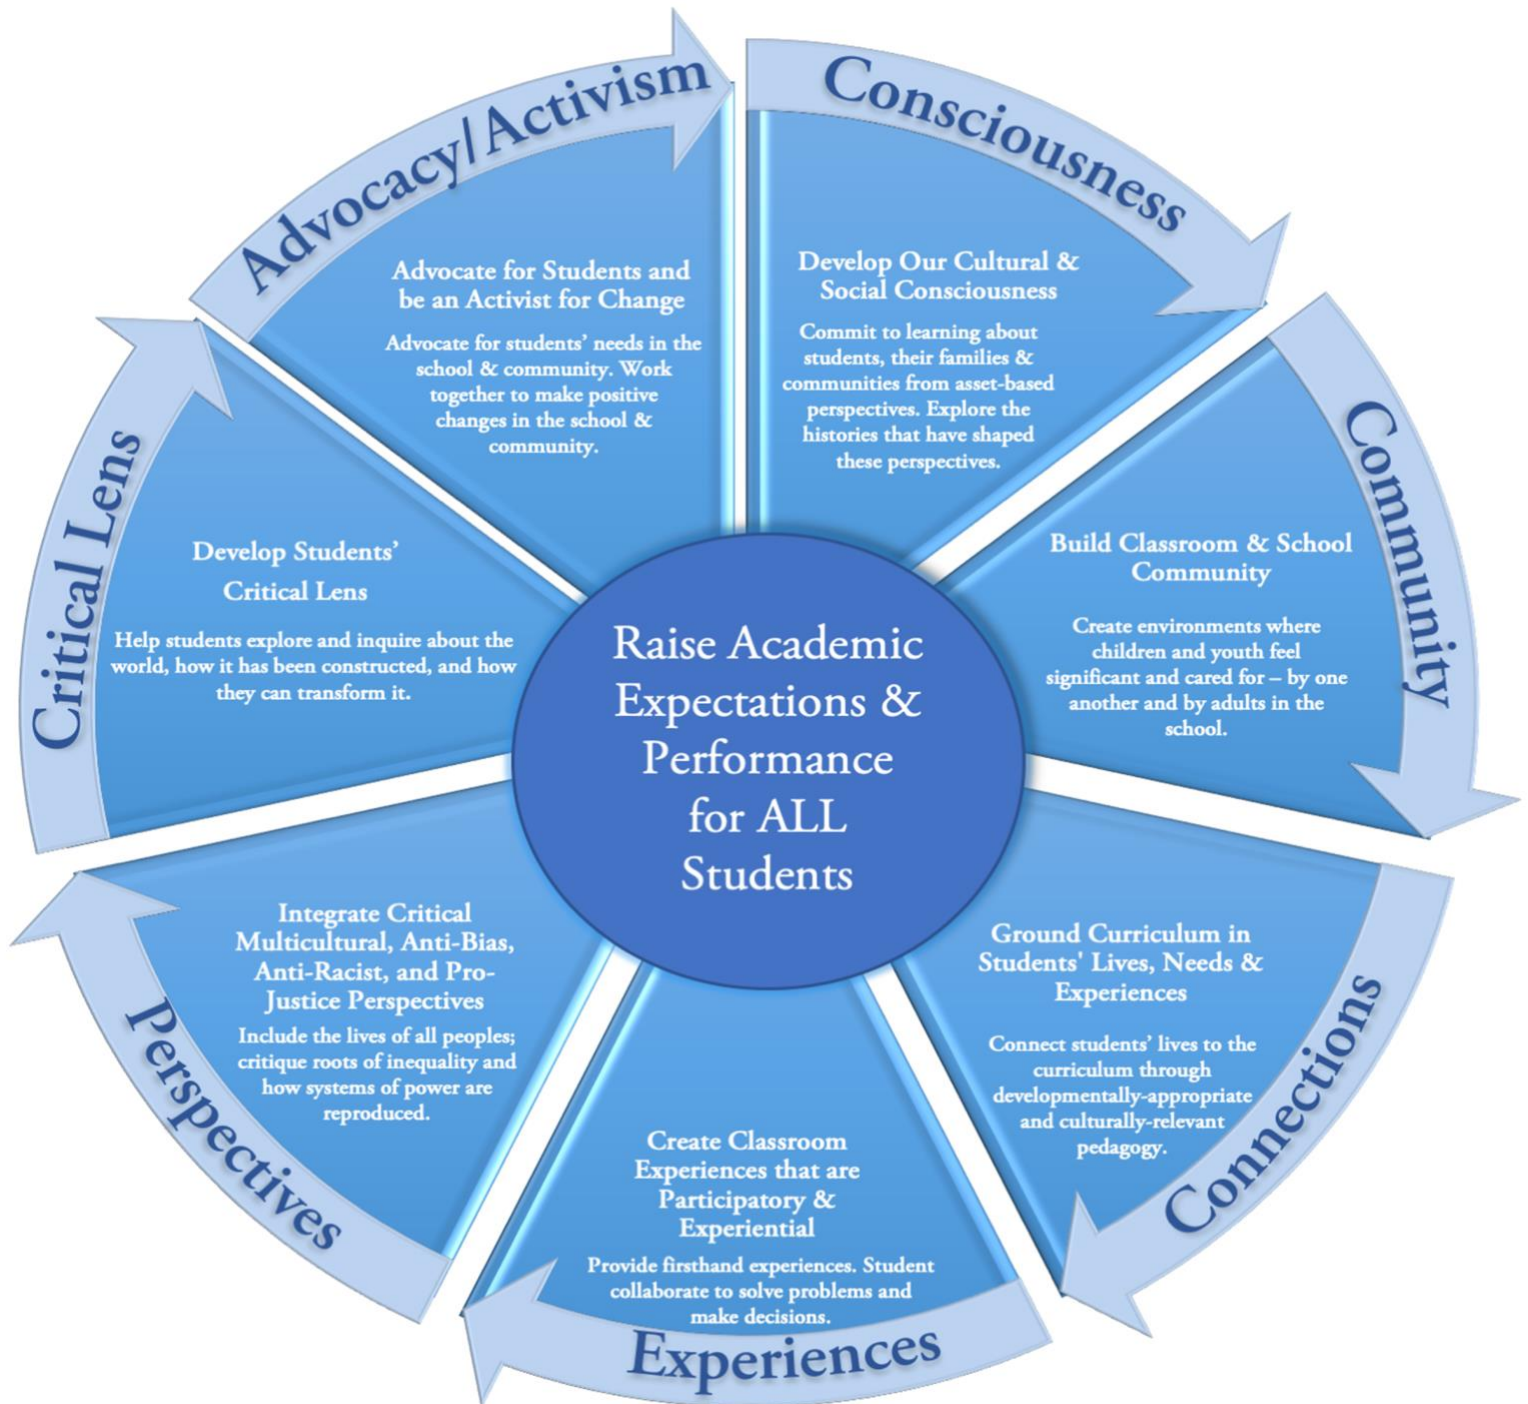 Consciousness
Develop Our Cultural &
Social Consciousness
Commit to learning about
students, their families &
communities from asset-based
perspectives. Explore the
histories that have shaped
these perspectives.
Community
Build Classroom & School
Community
Create environments where
children and youth feel
significant and cared for – by one
another and by adults in the
school.
Connections
Ground Curriculum in
Students' Lives, Needs &
Experiences
Connect students’ lives to the
curriculum through
developmentally-appropriate
and culturally-relevant
pedagogy.
Experiences
Create Classroom
Experiences that are
Participatory &
Experiential
Provide firsthand experiences. Student
collaborate to solve problems and
make decisions.
Perspectives
Integrate Critical
Multicultural, Anti-Bias,
Anti-Racist, and Pro-
Justice Perspectives
Include the lives of all peoples;
critique roots of inequality and
how systems of power are
reproduced.
Critical Lens
Develop Students’
Critical Lens
Help students explore and inquire about the
world, how it has been constructed, and how
they can transform it.
Advocacy/Activism
Advocate for Students and
be an Activist for Change
Advocate for students’ needs in the
school & community. Work
together to make positive
changes in the school &
community.
Raise Academic
Expectations &
Performance
for ALL
Students